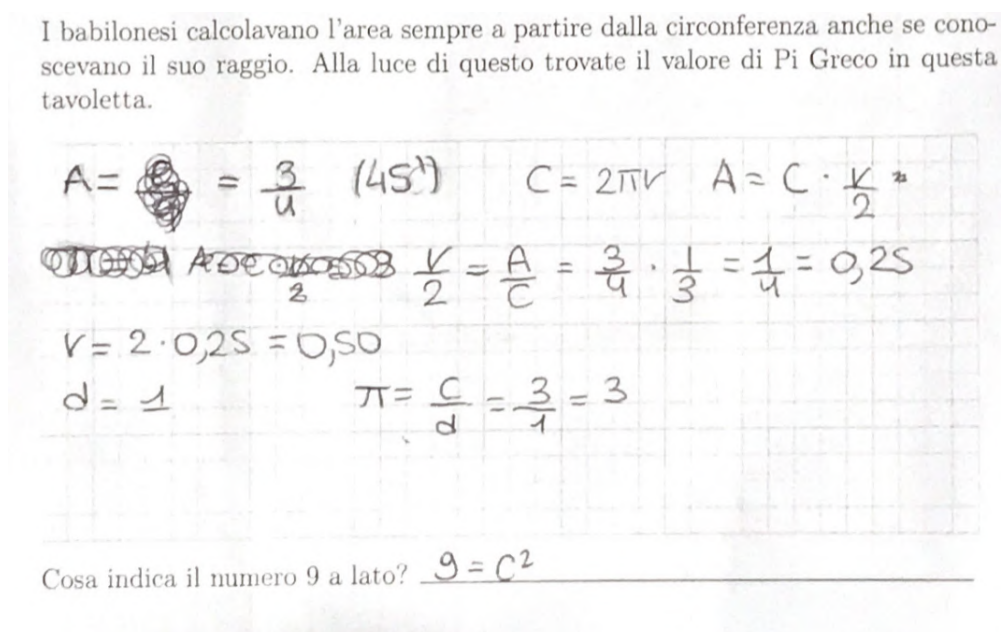 I babilonesi calcolavano l'area sempre a partire dalla circonferenza anche se cono-
scevano il suo raggio. Alla luce di questo trovate il valore di Pi Greco in questa
tavoletta.
A = = 3/4 (45'') C = 2πr A = C · r/2 =
r/2 = A/C = 3/4 · 1/3 = 1/4 = 0,25
r = 2 · 0,25 = 0,50
d = 1 π = C/d = 3/1 = 3
Cosa indica il numero 9 a lato? 9 = C²